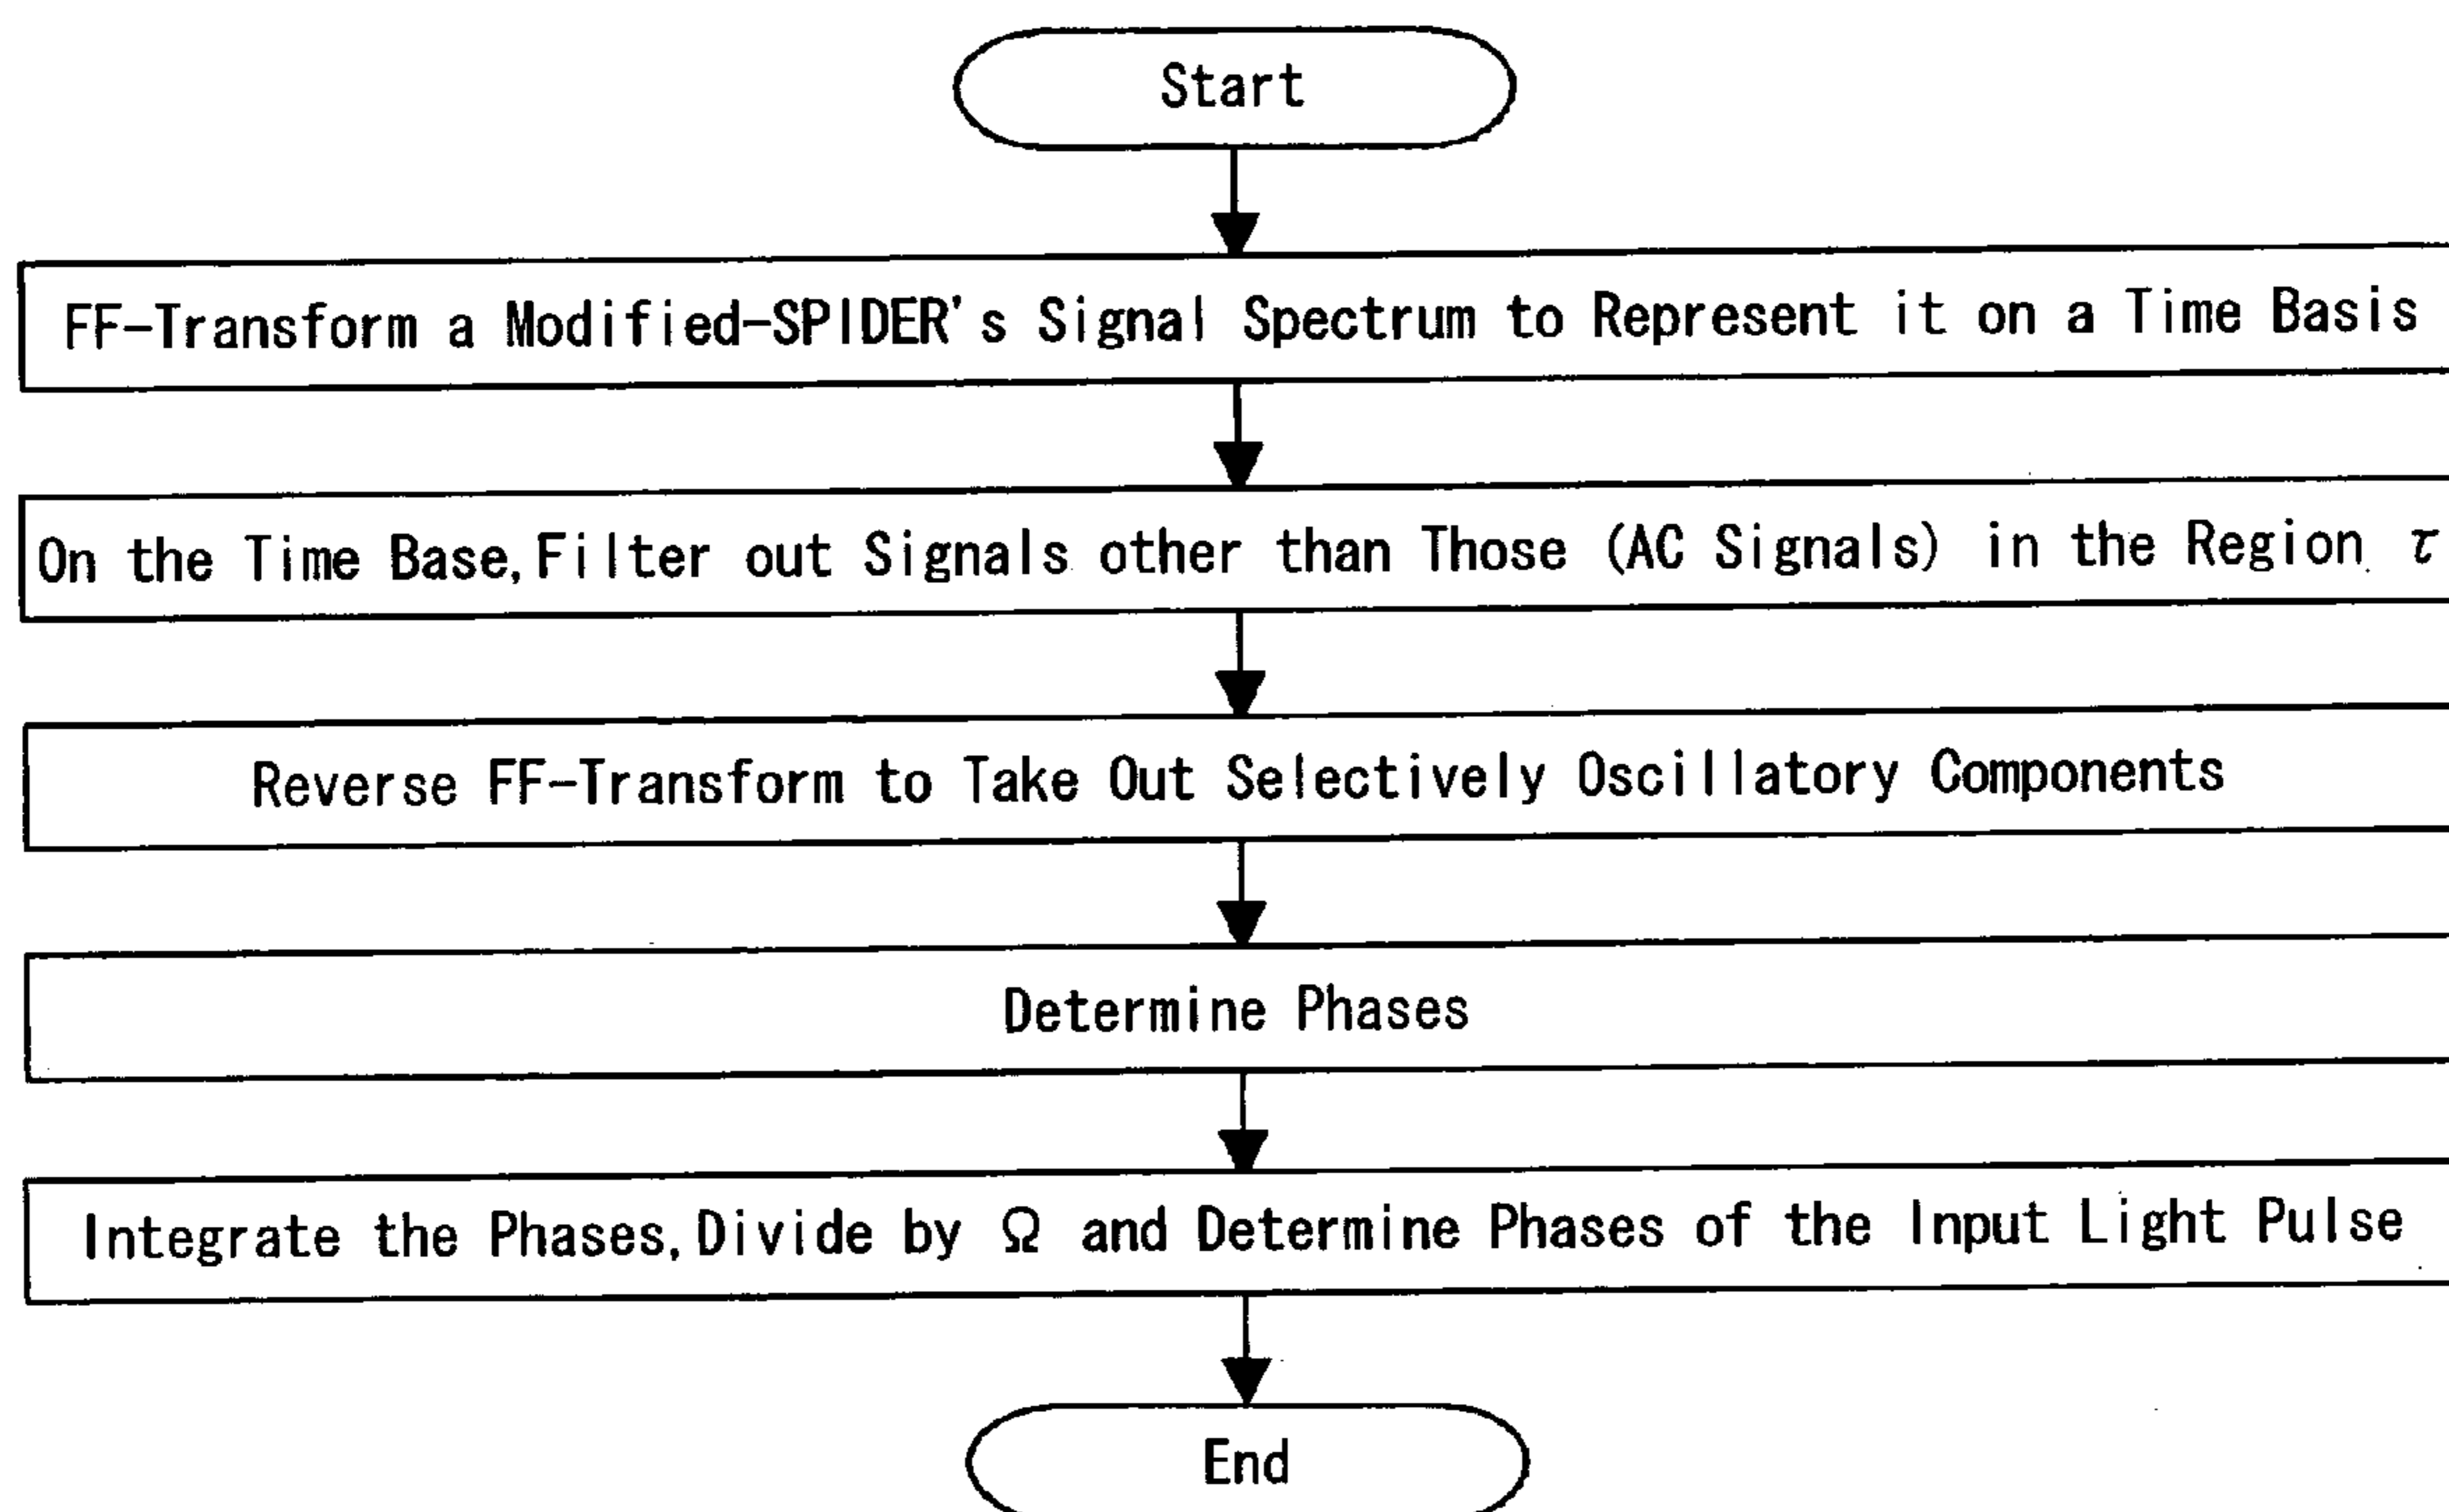 Start
FF-Transform a Modified-SPIDER's Signal Spectrum to Represent it on a Time Basis
On the Time Base, Filter out Signals other than Those (AC Signals) in the Region τ
Reverse FF-Transform to Take Out Selectively Oscillatory Components
Determine Phases
Integrate the Phases, Divide by Ω and Determine Phases of the Input Light Pulse
End